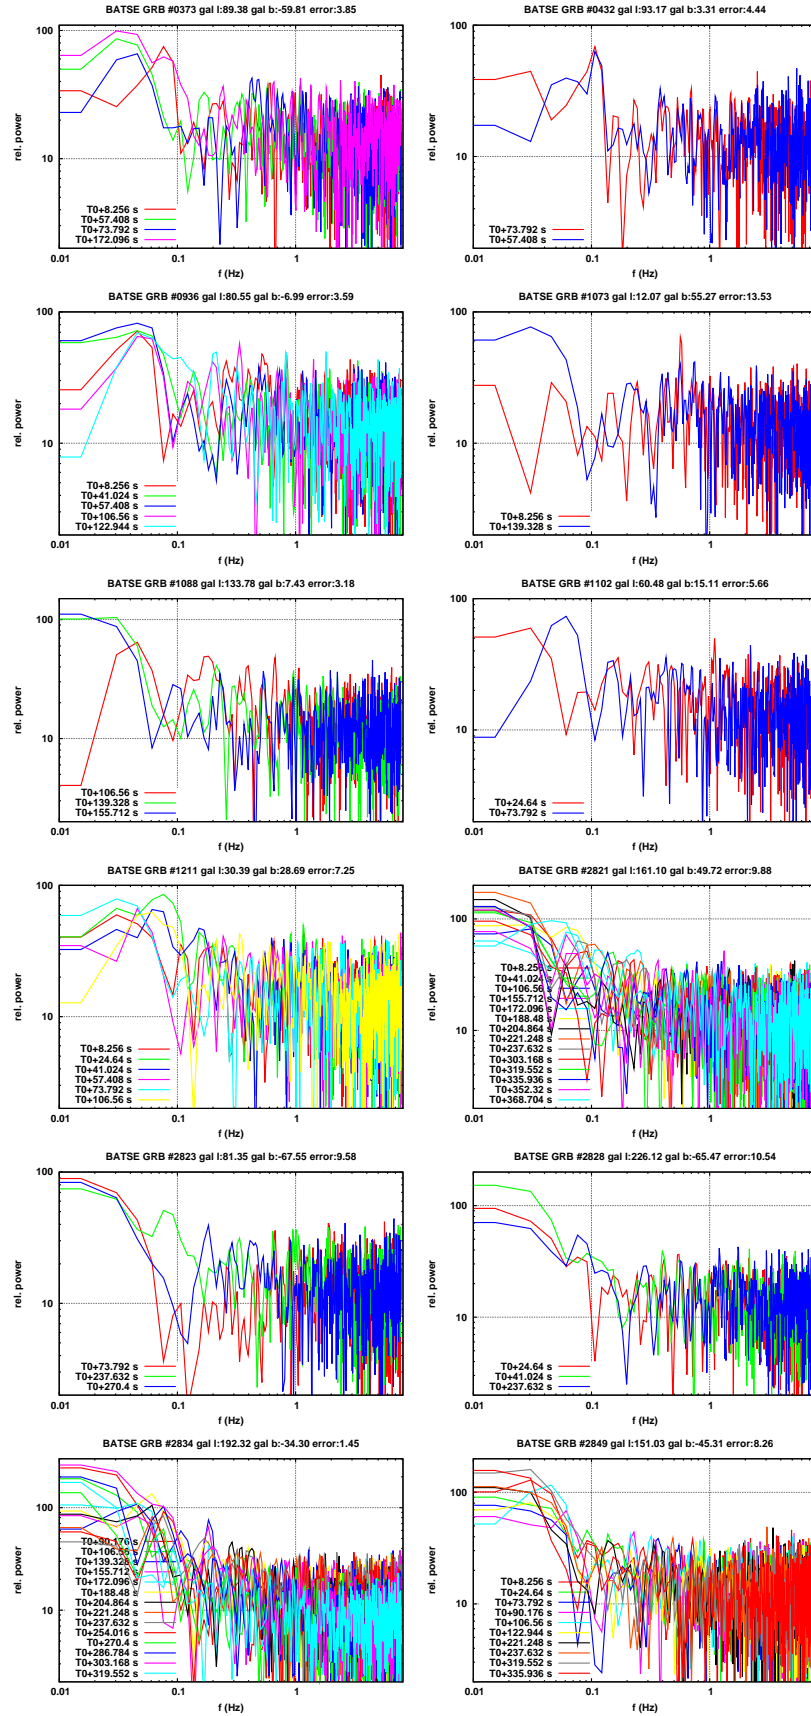 BATSE GRB #0373 gal l:89.38 gal b:-59.81 error:3.85
100
10
rel. power
T0+8.256 s
T0+57.408 s
T0+73.792 s
T0+172.096 s
0.01 0.1 1
f (Hz)
BATSE GRB #0432 gal l:93.17 gal b:3.31 error:4.44
100
10
rel. power
T0+73.792 s
T0+57.408 s
0.01 0.1 1
f (Hz)
BATSE GRB #0936 gal l:80.55 gal b:-6.99 error:3.59
100
10
rel. power
T0+8.256 s
T0+41.024 s
T0+57.408 s
T0+106.56 s
T0+122.944 s
0.01 0.1 1
f (Hz)
BATSE GRB #1073 gal l:12.07 gal b:55.27 error:13.53
100
10
rel. power
T0+8.256 s
T0+139.328 s
0.01 0.1 1
f (Hz)
BATSE GRB #1088 gal l:133.78 gal b:7.43 error:3.18
100
10
rel. power
T0+106.56 s
T0+139.328 s
T0+155.712 s
0.01 0.1 1
f (Hz)
BATSE GRB #1102 gal l:60.48 gal b:15.11 error:5.66
100
10
rel. power
T0+24.64 s
T0+73.792 s
0.01 0.1 1
f (Hz)
BATSE GRB #1211 gal l:30.39 gal b:28.69 error:7.25
100
10
rel. power
T0+8.256 s
T0+24.64 s
T0+41.024 s
T0+57.408 s
T0+73.792 s
T0+106.56 s
0.01 0.1 1
f (Hz)
BATSE GRB #2821 gal l:161.10 gal b:49.72 error:9.88
100
10
rel. power
T0+8.256 s
T0+41.024 s
T0+106.56 s
T0+155.712 s
T0+172.096 s
T0+188.48 s
T0+204.864 s
T0+221.248 s
T0+237.632 s
T0+303.168 s
T0+319.552 s
T0+335.936 s
T0+352.32 s
T0+368.704 s
0.01 0.1 1
f (Hz)
BATSE GRB #2823 gal l:81.35 gal b:-67.55 error:9.58
100
10
rel. power
T0+73.792 s
T0+237.632 s
T0+270.4 s
0.01 0.1 1
f (Hz)
BATSE GRB #2828 gal l:226.12 gal b:-65.47 error:10.54
100
10
rel. power
T0+24.64 s
T0+41.024 s
T0+237.632 s
0.01 0.1 1
f (Hz)
BATSE GRB #2834 gal l:192.32 gal b:-34.30 error:1.45
100
10
rel. power
T0+90.176 s
T0+106.56 s
T0+139.328 s
T0+155.712 s
T0+172.096 s
T0+188.48 s
T0+204.864 s
T0+221.248 s
T0+237.632 s
T0+254.016 s
T0+270.4 s
T0+286.784 s
T0+303.168 s
T0+319.552 s
0.01 0.1 1
f (Hz)
BATSE GRB #2849 gal l:151.03 gal b:-45.31 error:8.26
100
10
rel. power
T0+8.256 s
T0+24.64 s
T0+73.792 s
T0+90.176 s
T0+106.56 s
T0+122.944 s
T0+221.248 s
T0+237.632 s
T0+319.552 s
T0+335.936 s
0.01 0.1 1
f (Hz)